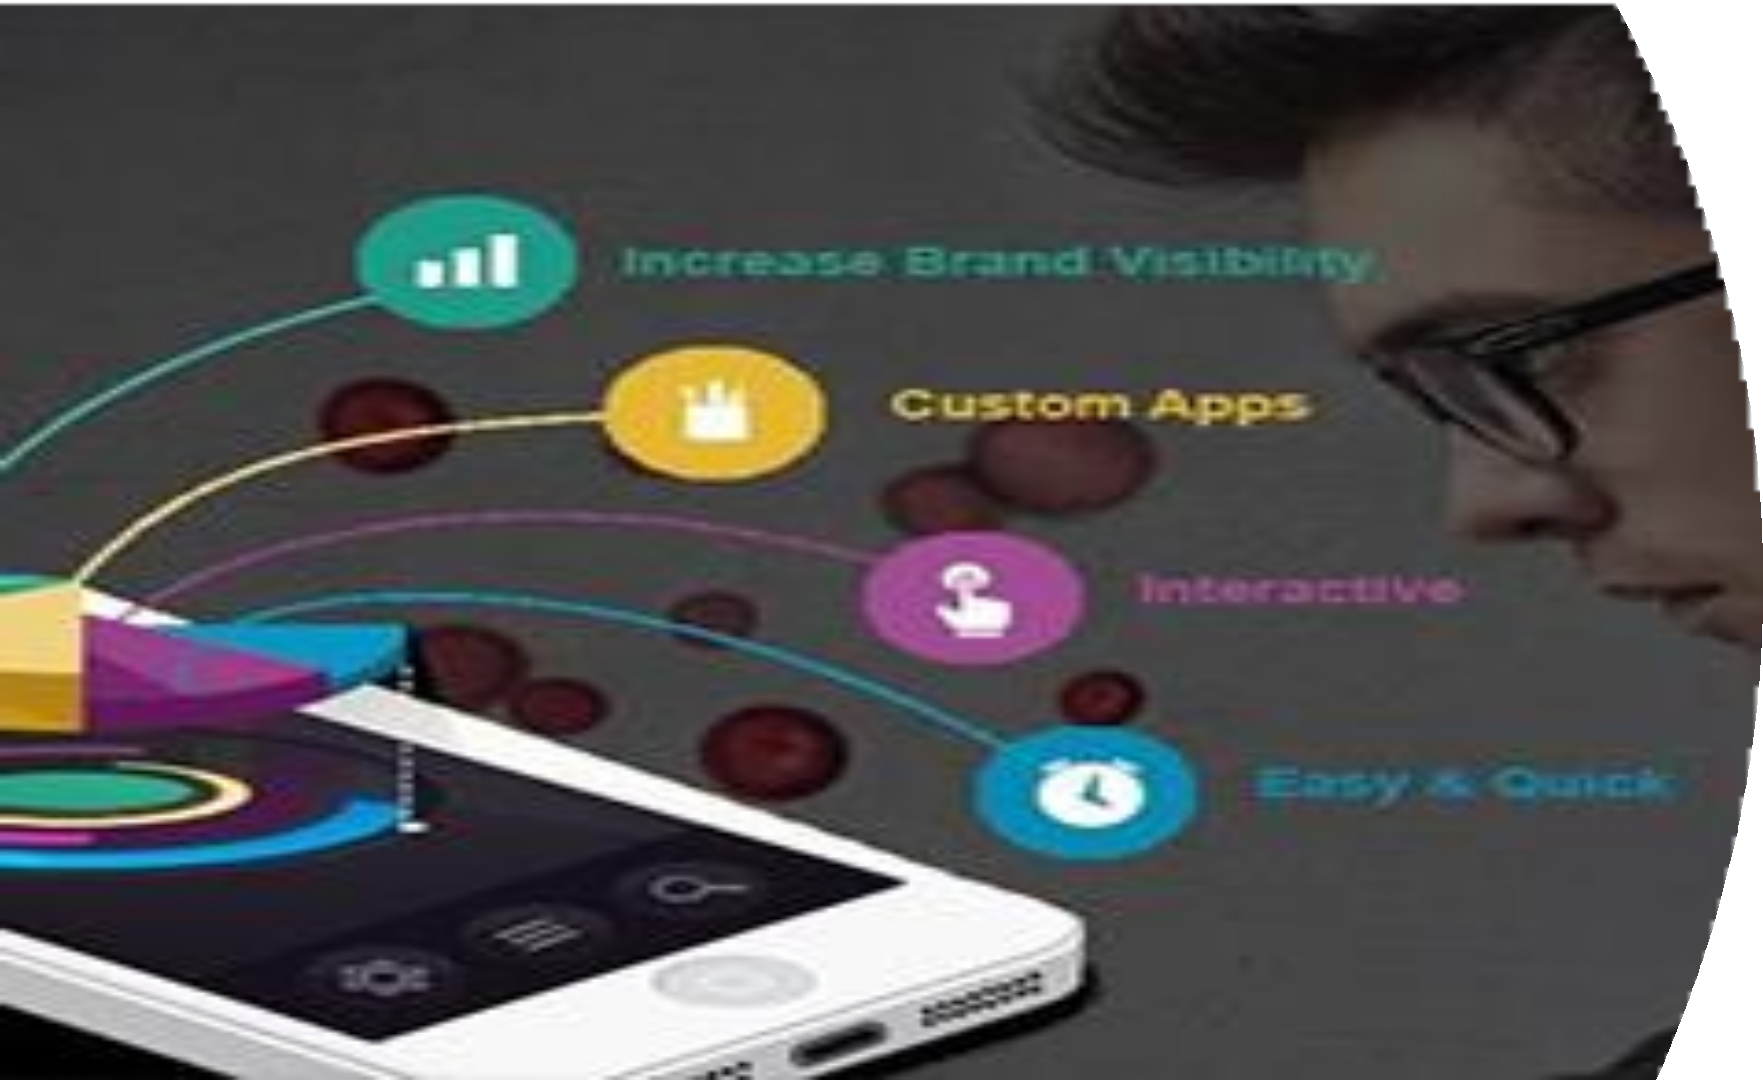 Increase Brand Visibility
Custom Apps
Interactive
Easy & Quick